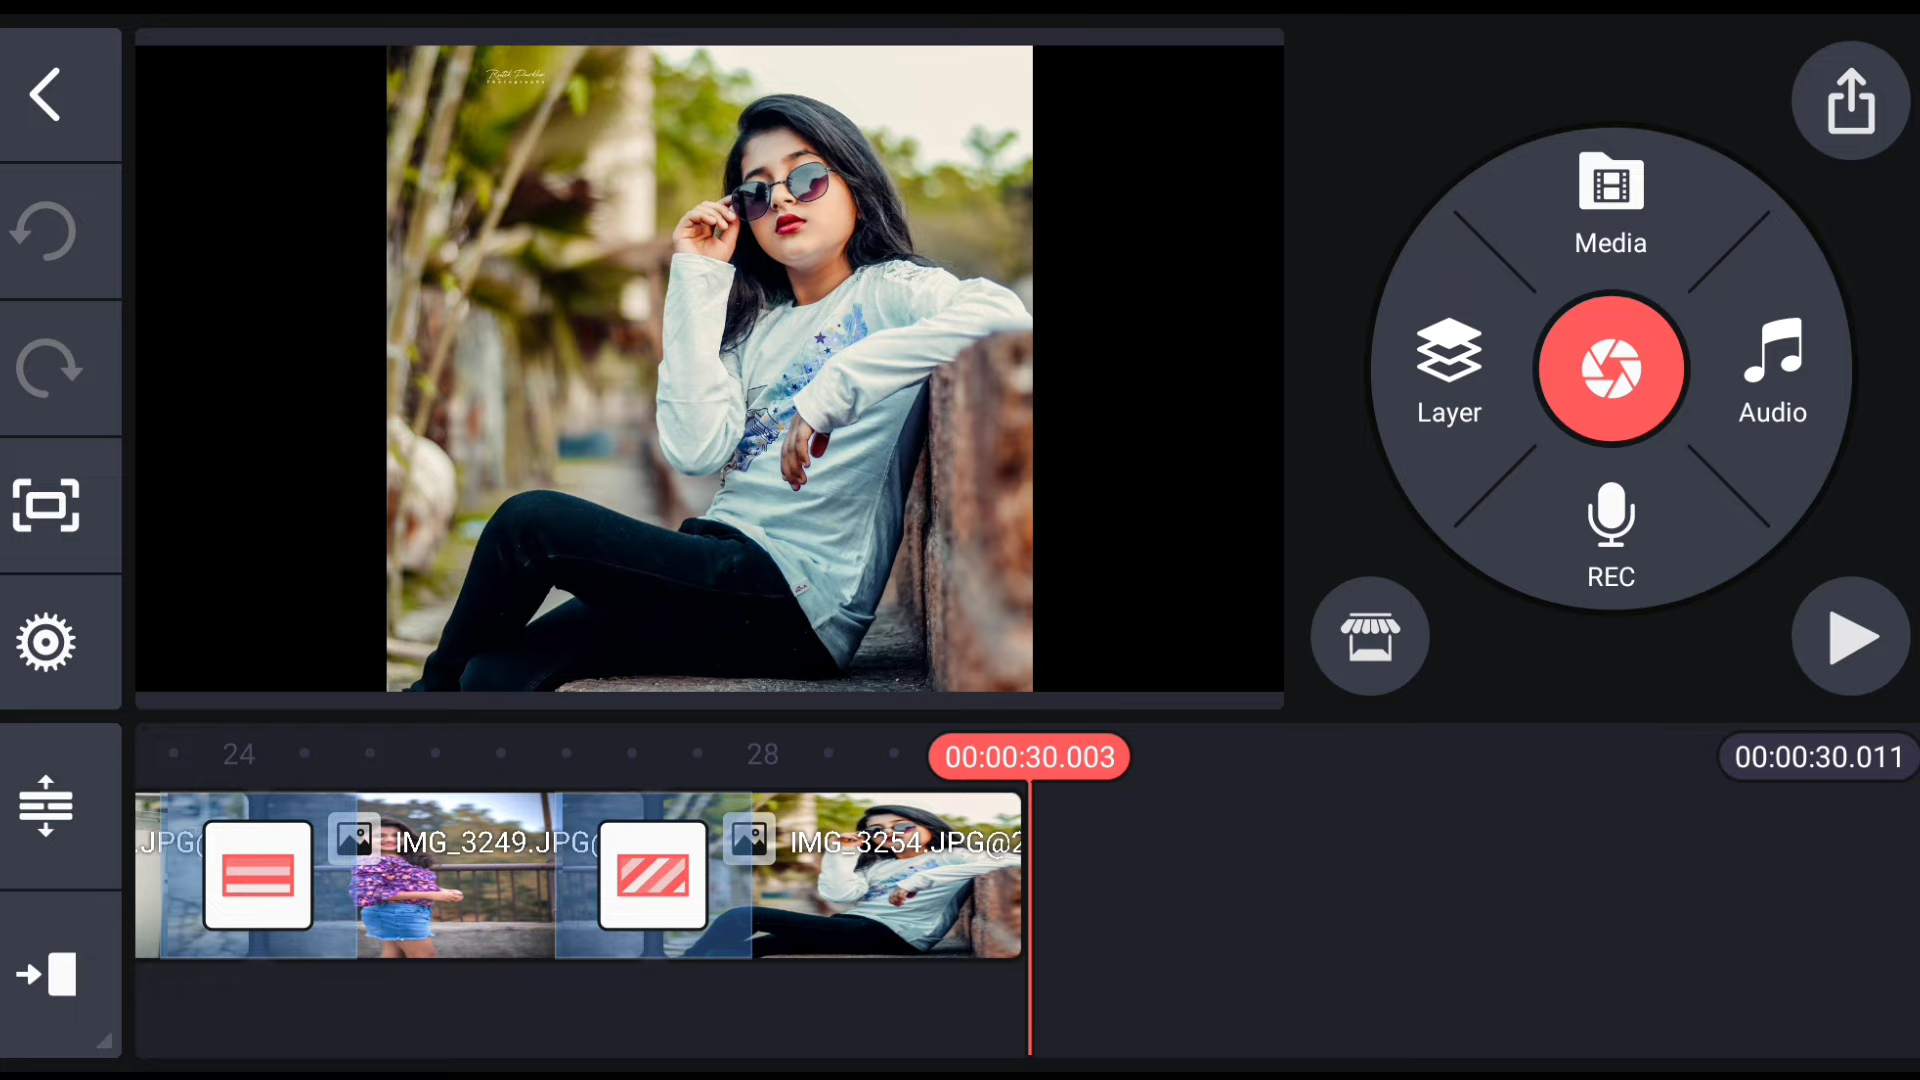 Photography
Media
Layer
Audio
REC
24
28
00:00:30.003
00:00:30.011
.JPG@
IMG_3249.JPG@
IMG_3254.JPG@2